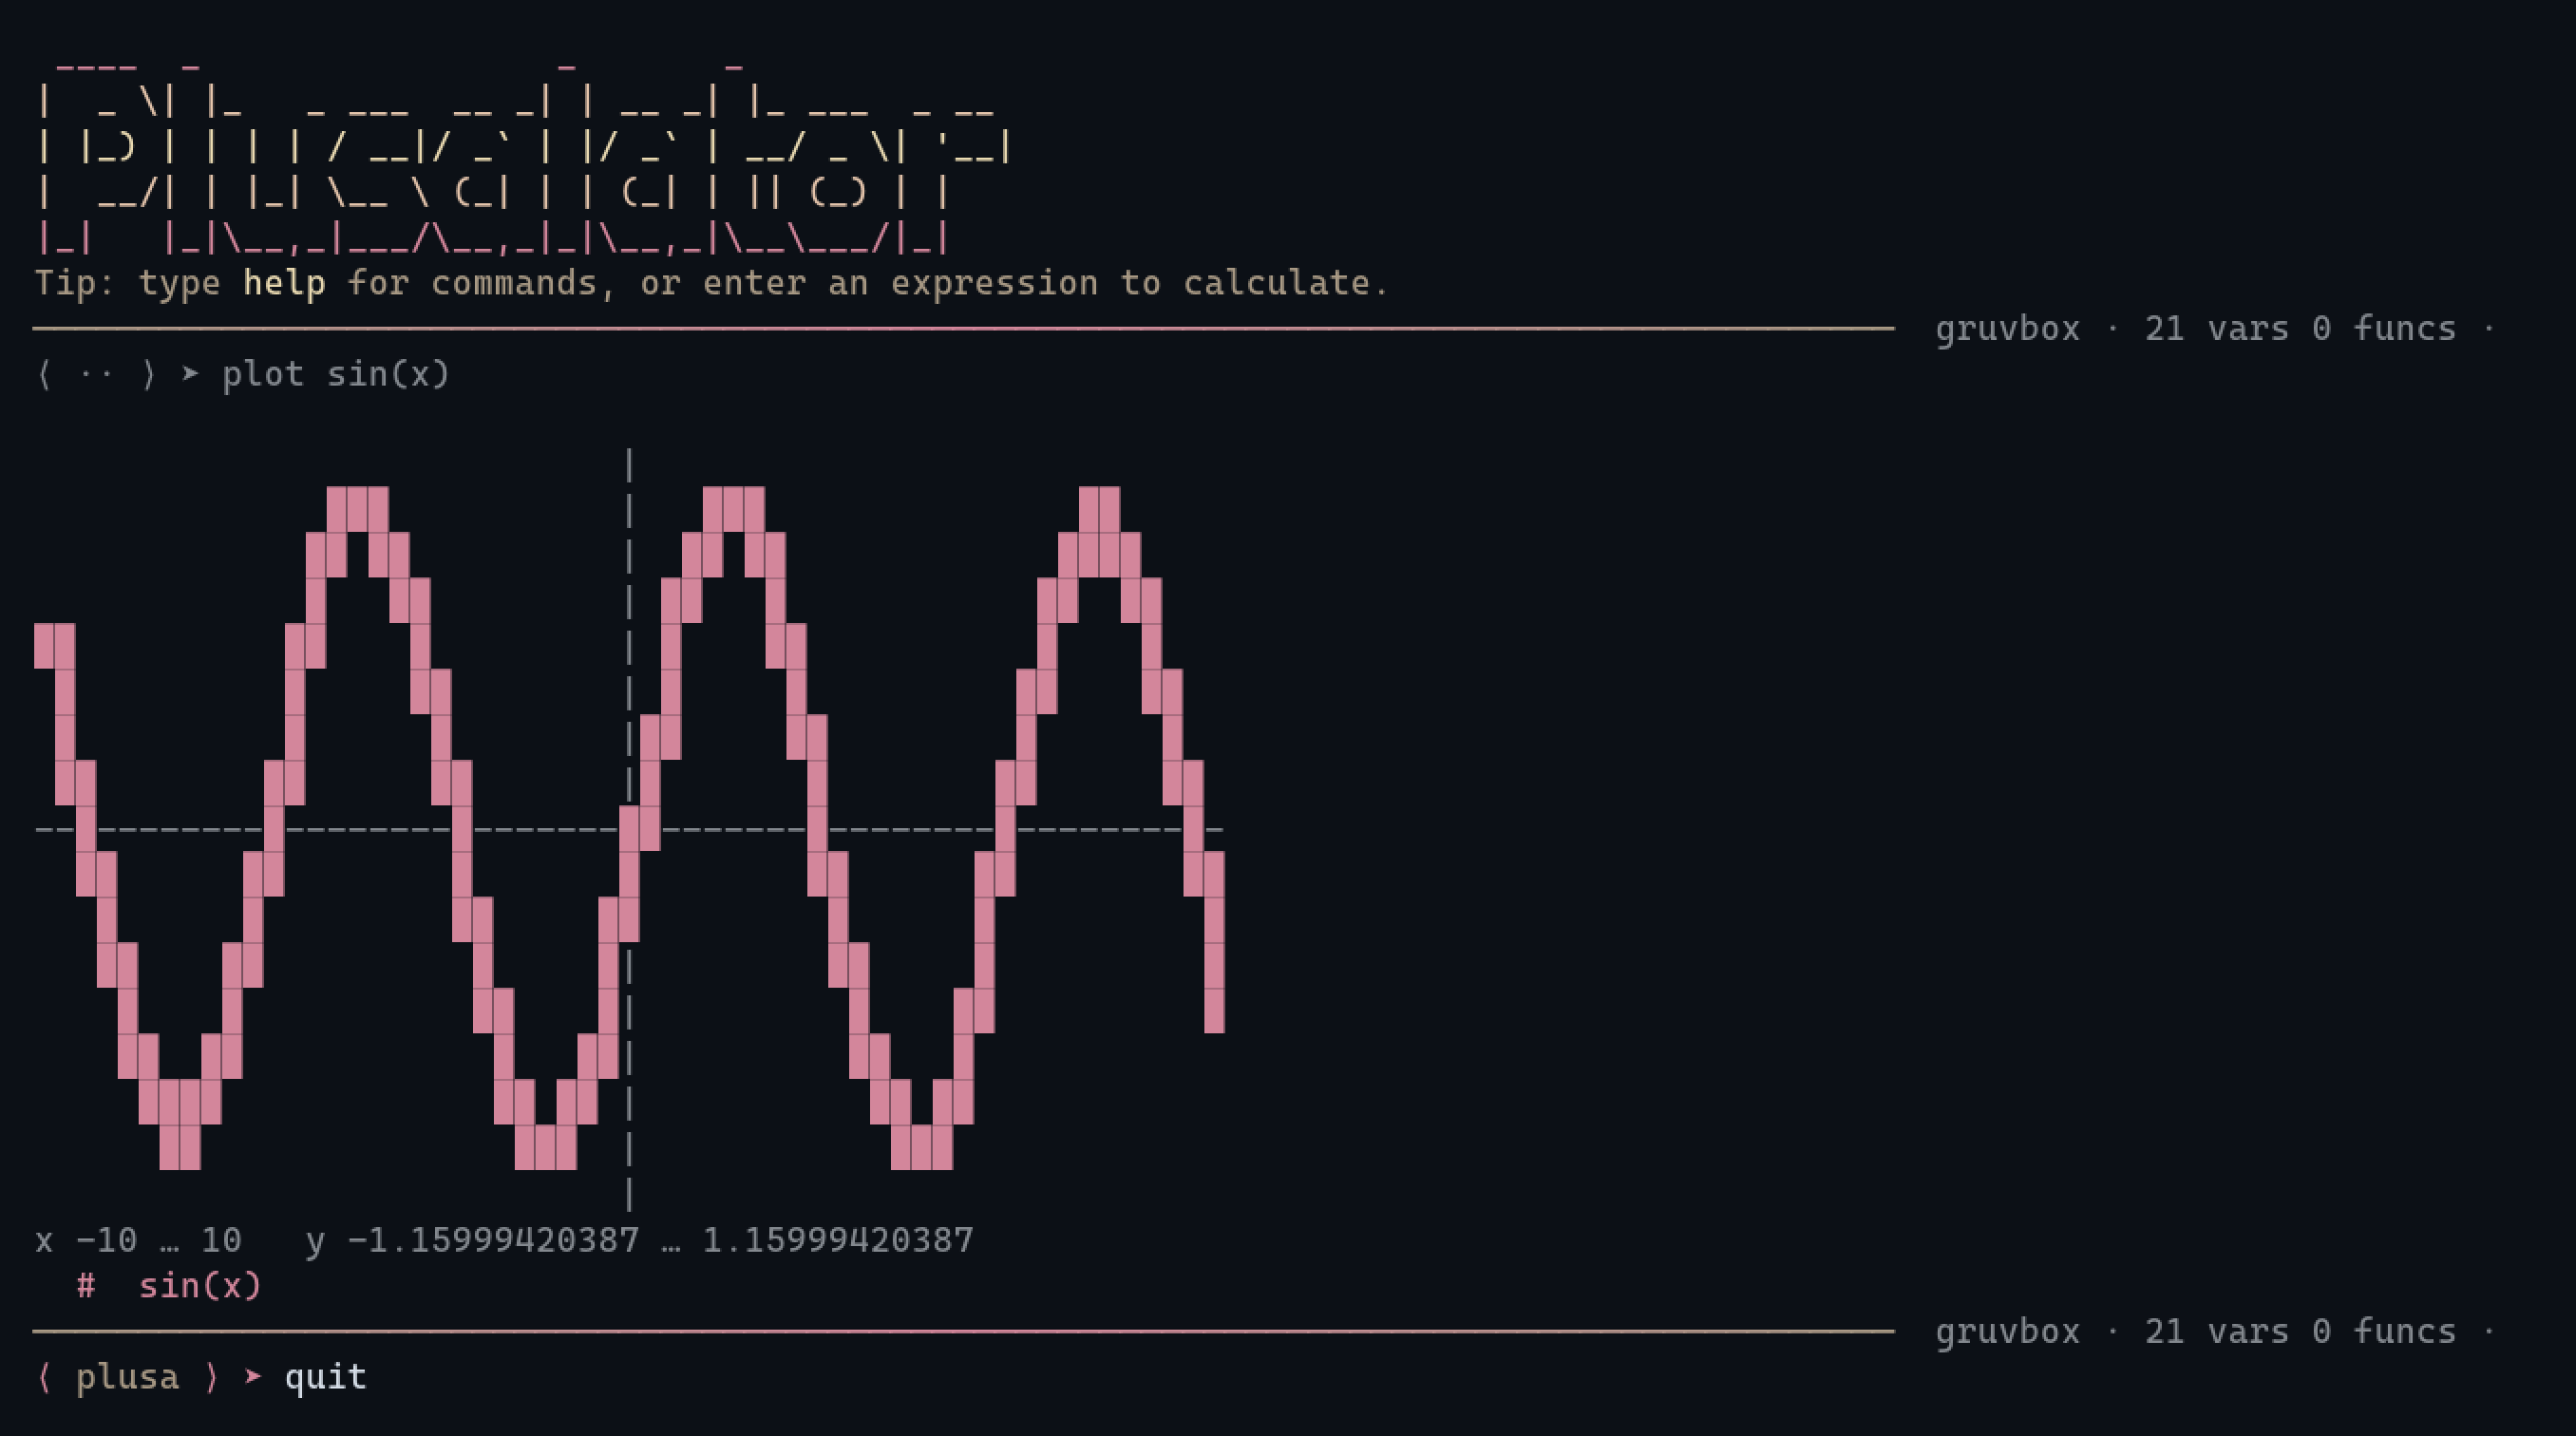 Plusalator
Tip: type help for commands, or enter an expression to calculate.
gruvbox · 21 vars 0 funcs ·
⟨ ·· ⟩ ➤ plot sin(x)
x −10 … 10   y −1.15999420387 … 1.15999420387
#  sin(x)
gruvbox · 21 vars 0 funcs ·
⟨ plusa ⟩ ➤ quit